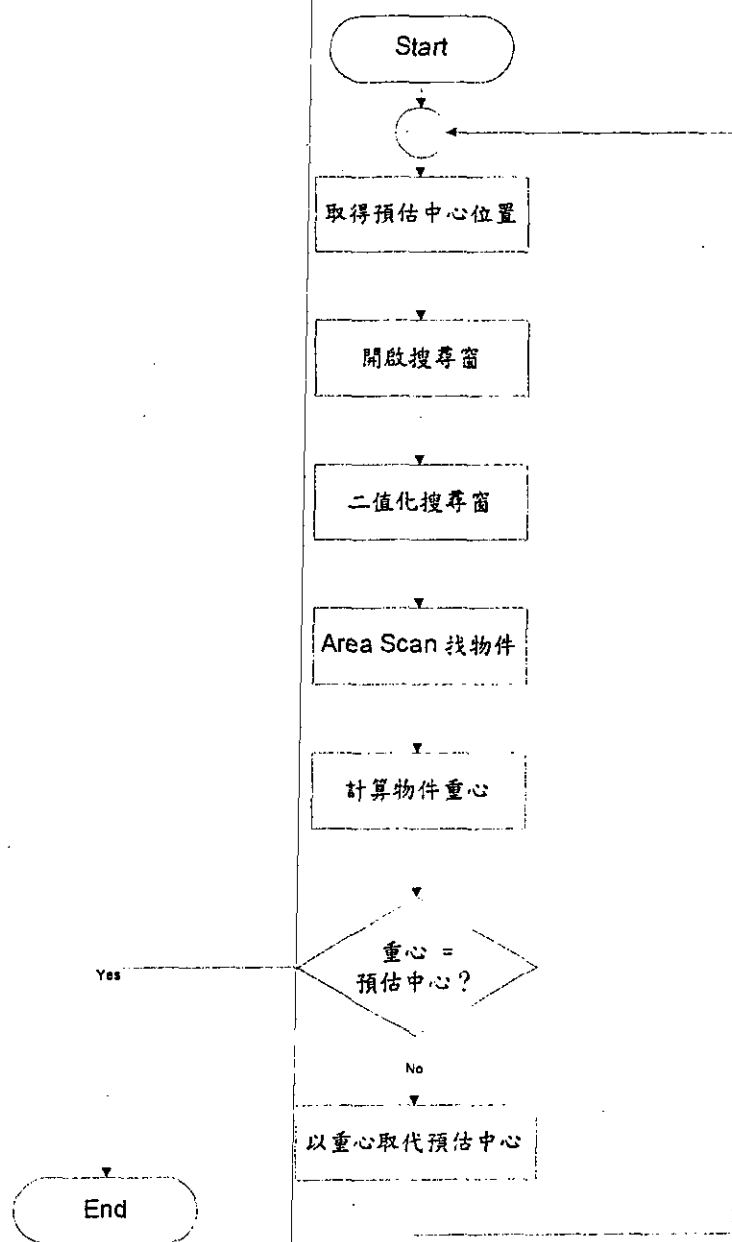 Start
取得預估中心位置
開啟搜尋窗
二值化搜尋窗
Area Scan 找物件
計算物件重心
重心 =
預估中心？
Yes
No
以重心取代預估中心
End